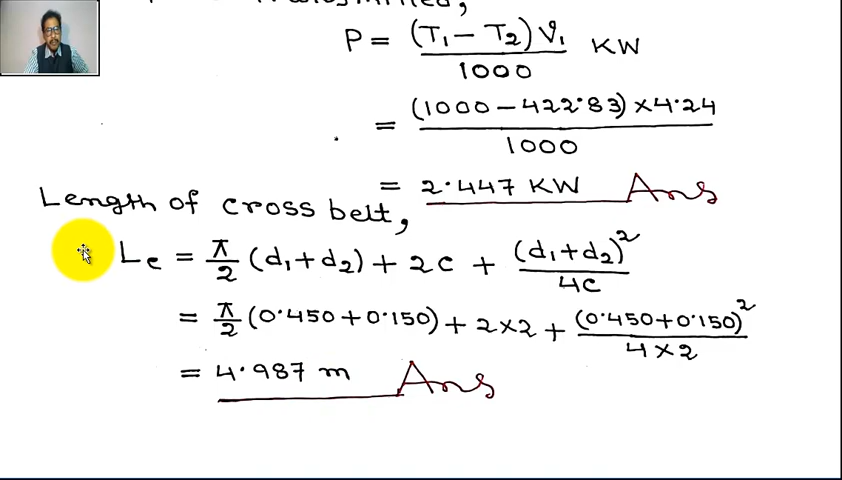 P = (T₁ − T₂) V₁ / 1000 KW
= (1000 − 422.83) × 4.24 / 1000
= 2.447 KW Ans
Length of cross belt,
Lc = π/2 (d₁ + d₂) + 2C + (d₁ + d₂)² / 4C
= π/2 (0.450 + 0.150) + 2×2 + (0.450 + 0.150)² / 4×2
= 4.987 m Ans